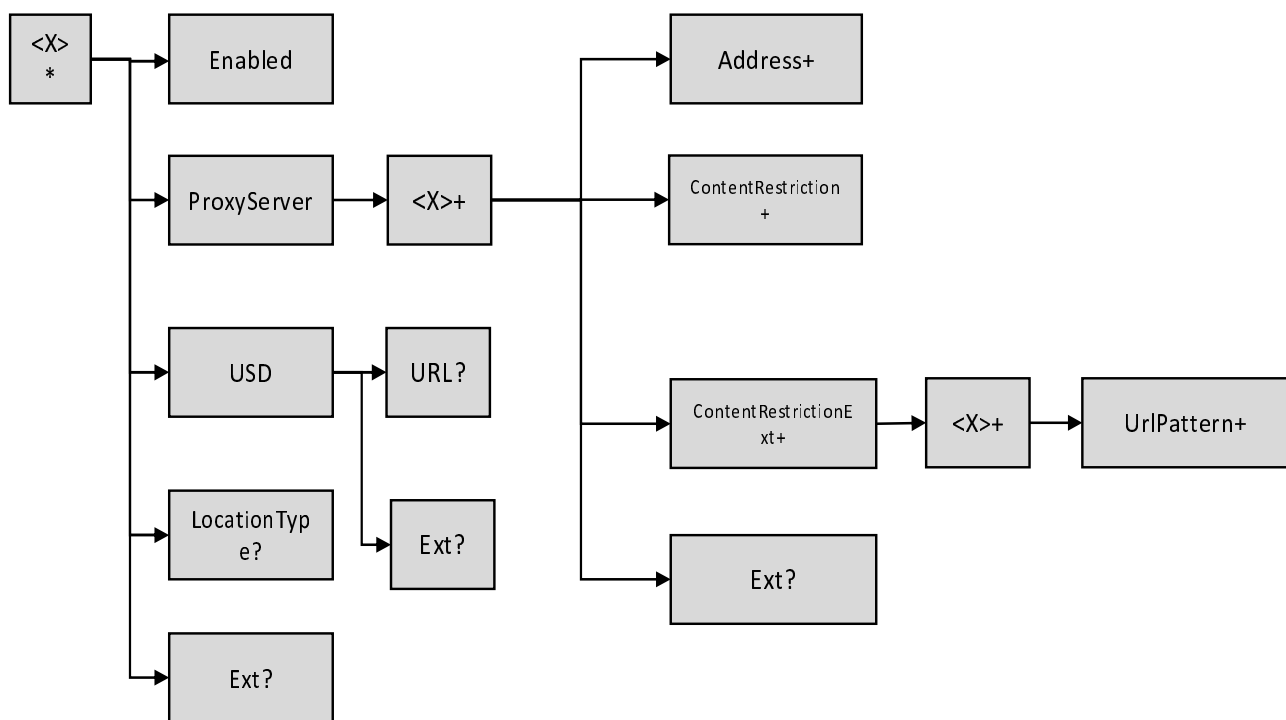 <X>
*
Enabled
Address+
ProxyServer
<X>+
ContentRestriction
+
USD
URL?
ContentRestrictionE
xt+
<X>+
UrlPattern+
LocationTyp
e?
Ext?
Ext?
Ext?